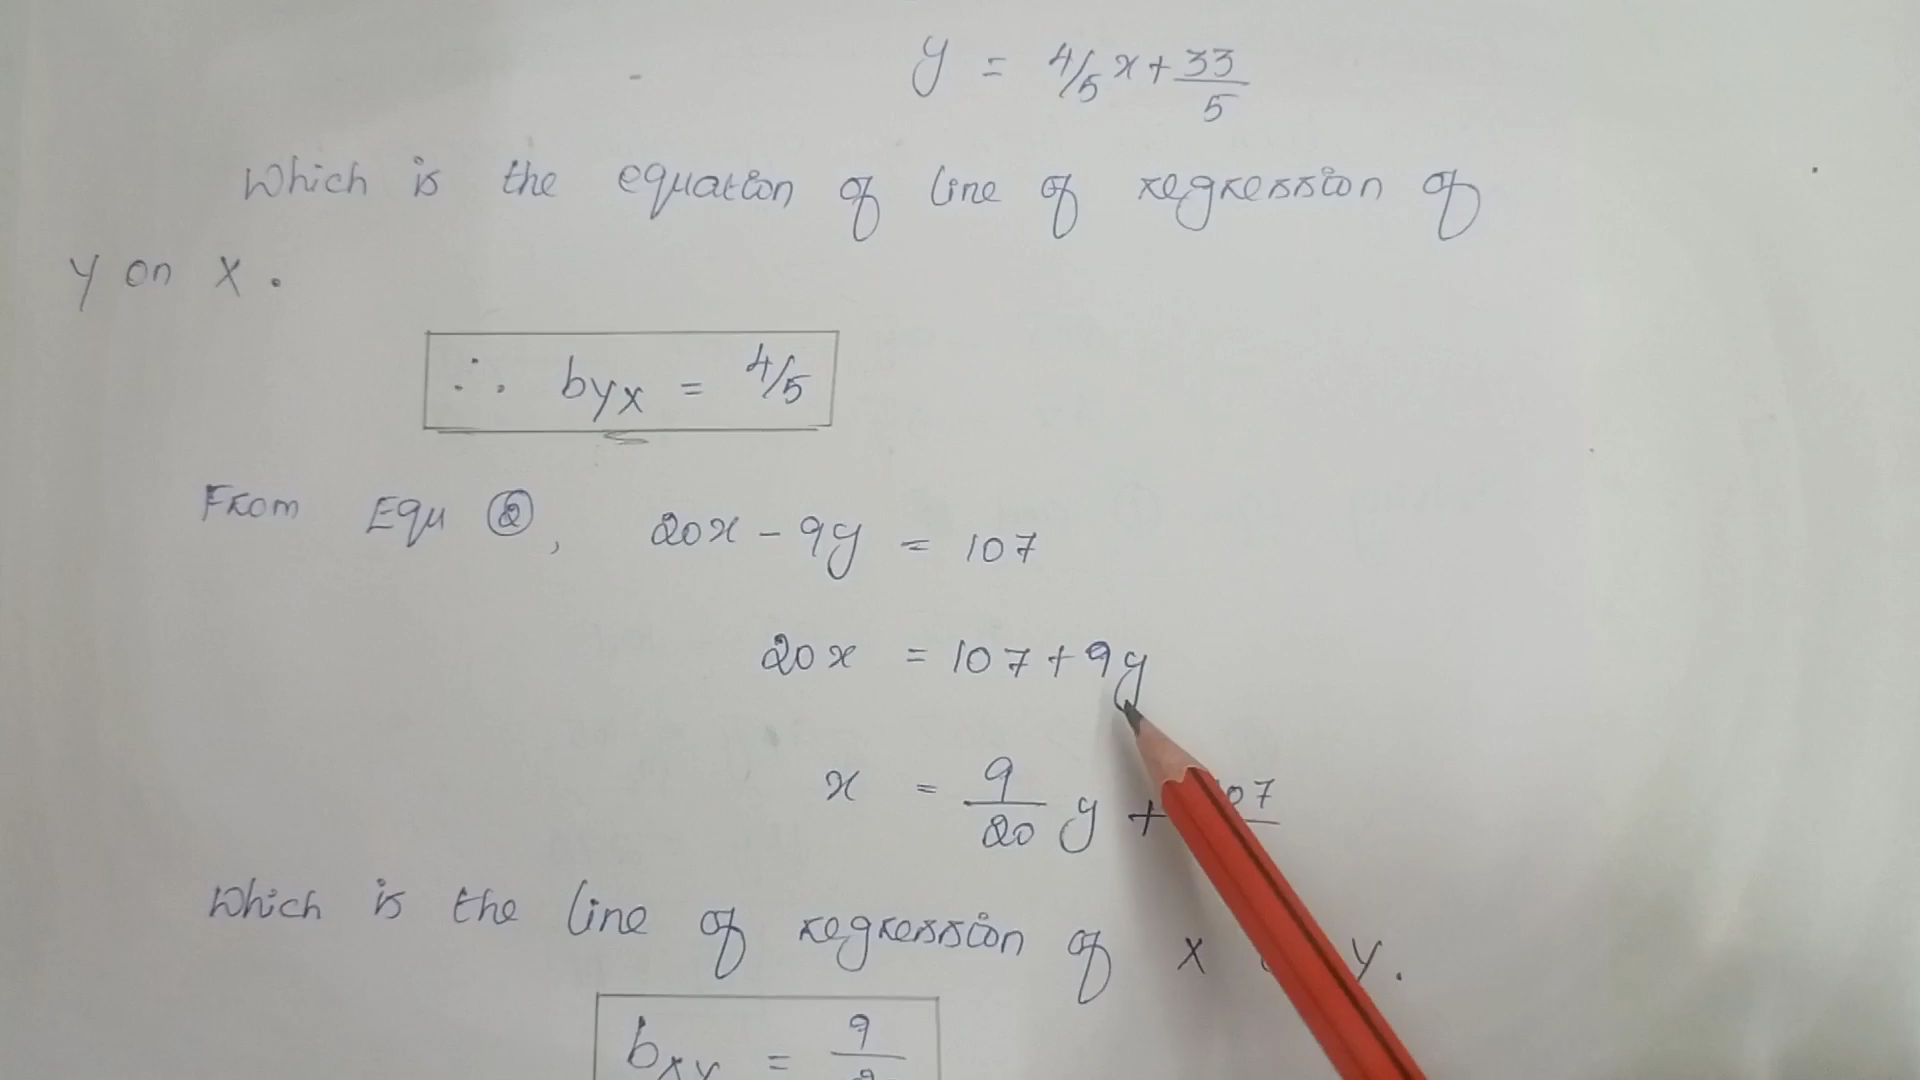 y = 4/5 x + 33/5
Which is the equation of line of regression of
y on x.
∴ byx = 4/5
From Equ ②, 20x - 9y = 107
20x = 107 + 9y
x = 9/20 y + 07
Which is the line of regression of x y.
bxy = 9